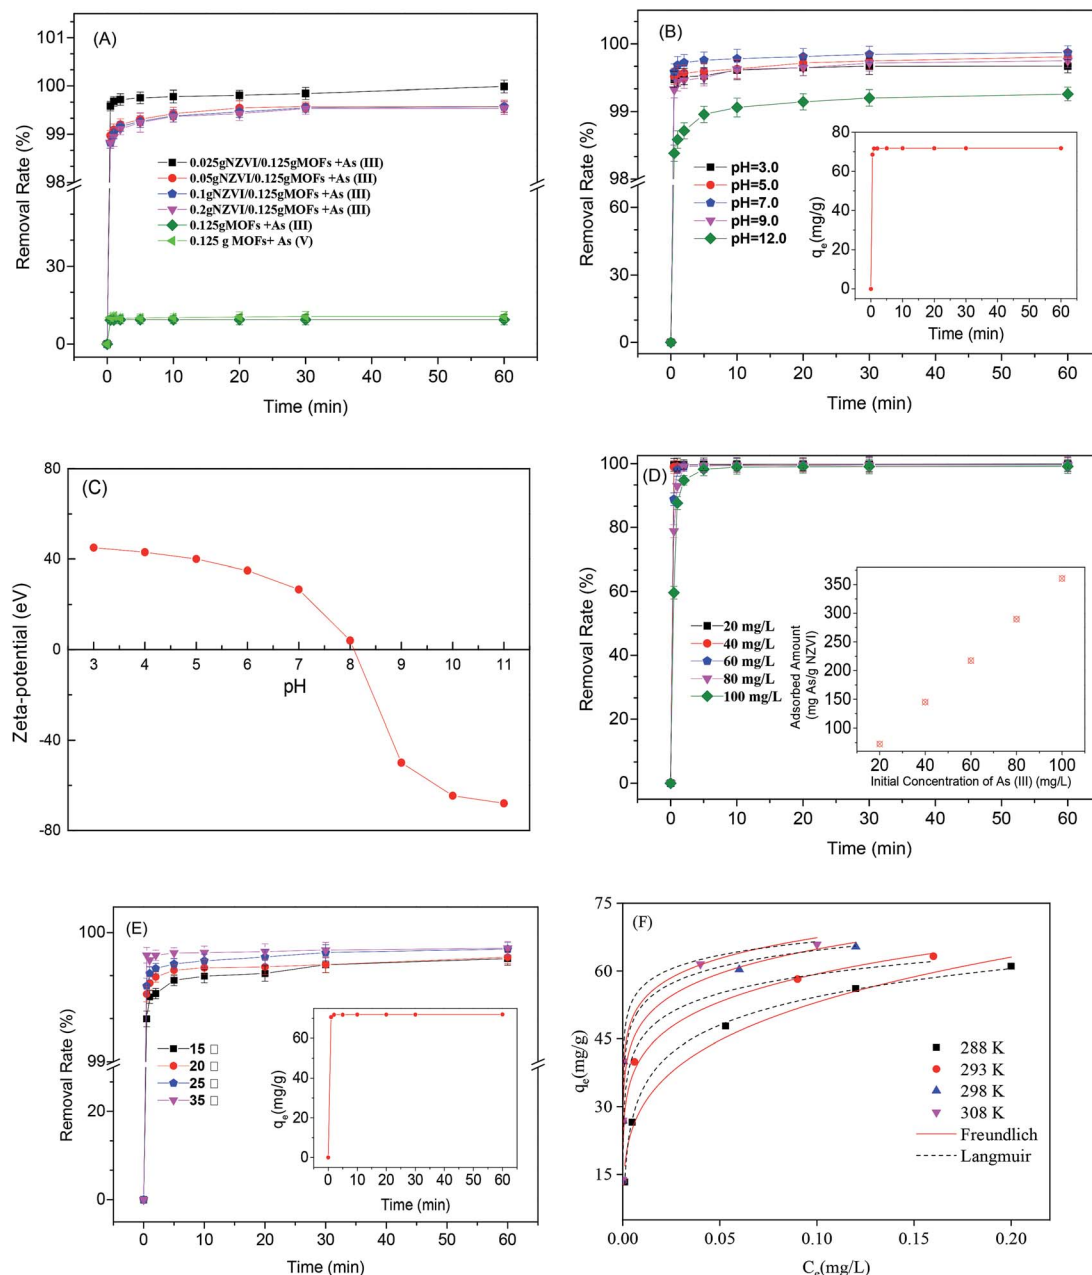 (A)
Removal Rate (%)
101
100
99
98
30
0
0.025gNZVI/0.125gMOFs +As (III)
0.05gNZVI/0.125gMOFs +As (III)
0.1gNZVI/0.125gMOFs +As (III)
0.2gNZVI/0.125gMOFs +As (III)
0.125gMOFs +As (III)
0.125 g MOFs+ As (V)
0 10 20 30 40 50 60
Time (min)
(B)
Removal Rate (%)
100
99
98
60
30
0
pH=3.0
pH=5.0
pH=7.0
pH=9.0
pH=12.0
qe(mg/g)
80
60
40
20
0
0 10 20 30 40 50 60
Time (min)
0 10 20 30 40 50 60
Time (min)
(C)
Zeta-potential (eV)
80
40
0
-40
-80
3 4 5 6 7 8 9 10 11
pH
(D)
Removal Rate (%)
100
80
60
40
20
0
20 mg/L
40 mg/L
60 mg/L
80 mg/L
100 mg/L
Adsorbed Amount
(mg As/g NZVI)
350
300
250
200
150
100
20 40 60 80 100
Initial Concentration of As (III) (mg/L)
0 10 20 30 40 50 60
Time (min)
(E)
Removal Rate (%)
100
99
20
0
15 □
20 □
25 □
35 □
qe(mg/g)
60
40
20
0
0 10 20 30 40 50 60
Time (min)
0 10 20 30 40 50 60
Time (min)
(F)
qe(mg/g)
75
60
45
30
15
288 K
293 K
298 K
308 K
Freundlich
Langmuir
0.00 0.05 0.10 0.15 0.20
Ce(mg/L)